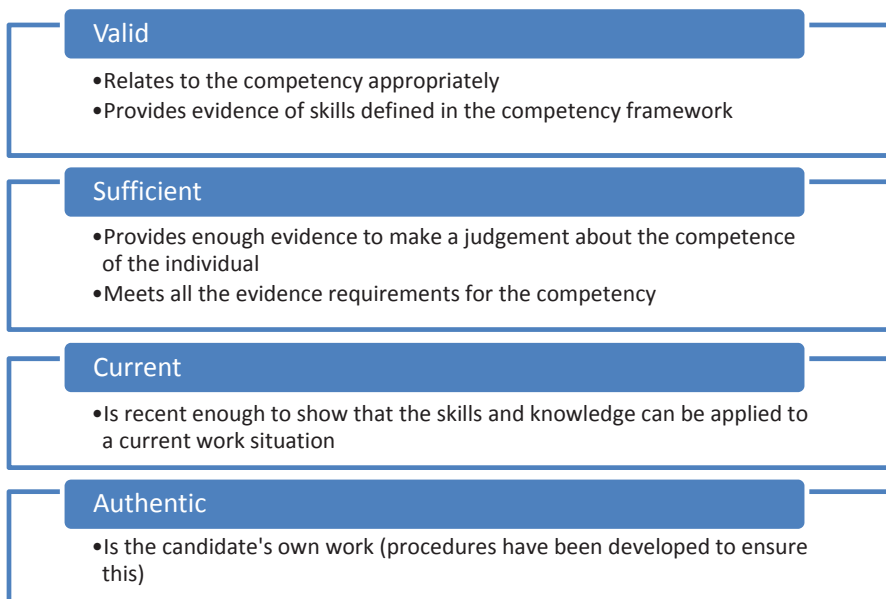 Valid
•Relates to the competency appropriately
•Provides evidence of skills defined in the competency framework
Sufficient
•Provides enough evidence to make a judgement about the competence
of the individual
•Meets all the evidence requirements for the competency
Current
•Is recent enough to show that the skills and knowledge can be applied to
a current work situation
Authentic
•Is the candidate's own work (procedures have been developed to ensure
this)